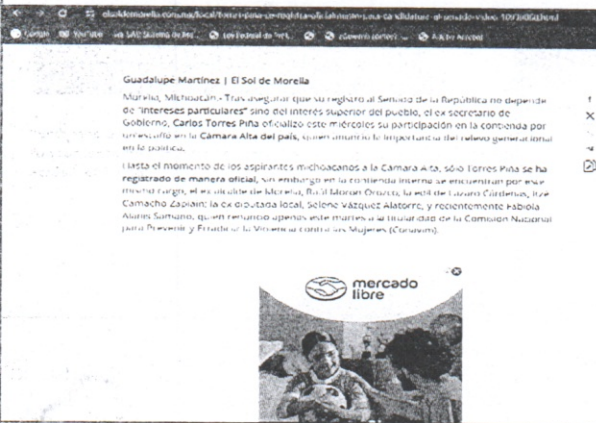 Guadalupe Martínez | El Sol de Morelia
Morelia, Michoacán.- Tras asegurar que su registro al Senado de la República no depende
de "intereses particulares" sino del interés superior del pueblo, el ex secretario de
Gobierno, Carlos Torres Piña oficializó este miércoles su participación en la contienda por
un escaño en la Cámara Alta del país, quien anunció la importancia del relevo generacional
en la política.
Hasta el momento de los aspirantes michoacanos a la Cámara Alta, sólo Torres Piña se ha
registrado de manera oficial, sin embargo en la contienda interna se encuentran por este
mismo cargo, el ex alcalde de Morelia, Raúl Morón Orozco, la edil de Lázaro Cárdenas, Itzé
Camacho Zapiain; la ex diputada local, Selene Vázquez Alatorre, y recientemente Fabiola
Alanís Sámano, quien renunció apenas este martes a la titularidad de la Comisión Nacional
para Prevenir y Erradicar la Violencia contra las Mujeres (Conavim).
mercado
libre